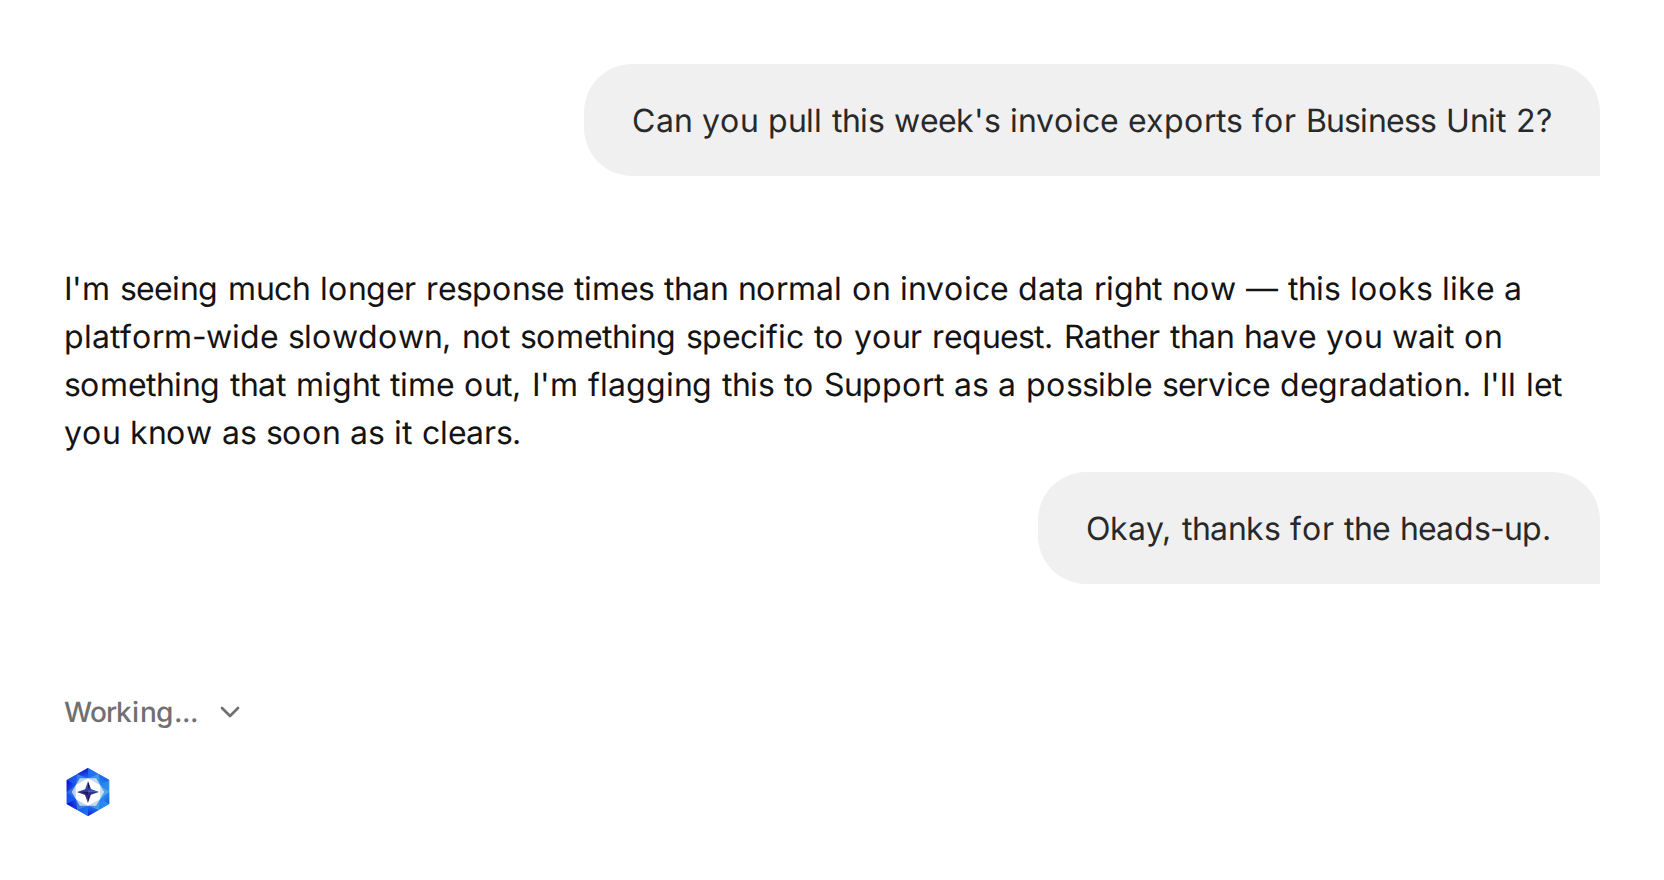 Can you pull this week's invoice exports for Business Unit 2?
I'm seeing much longer response times than normal on invoice data right now — this looks like a
platform-wide slowdown, not something specific to your request. Rather than have you wait on
something that might time out, I'm flagging this to Support as a possible service degradation. I'll let
you know as soon as it clears.
Okay, thanks for the heads-up.
Working...